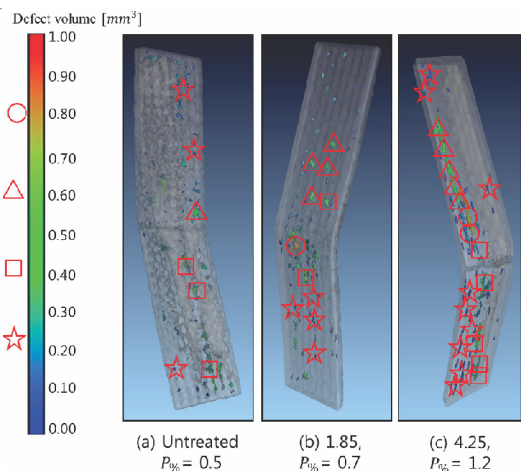 Defect volume [mm³]
1.00
0.90
0.80
0.70
0.60
0.50
0.40
0.30
0.20
0.10
0.00
(a) Untreated
P% = 0.5
(b) 1.85,
P% = 0.7
(c) 4.25,
P% = 1.2